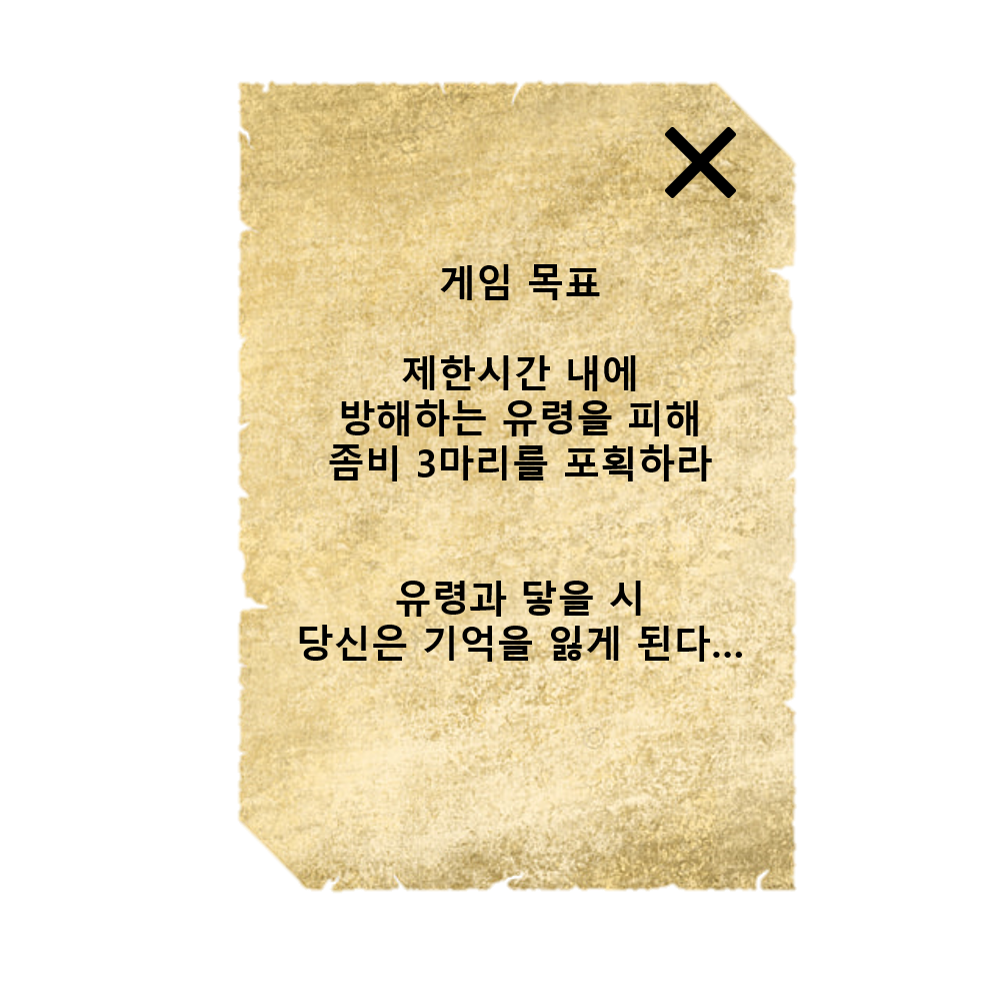 게임 목표
제한시간 내에
방해하는 유령을 피해
좀비 3마리를 포획하라
유령과 닿을 시
당신은 기억을 잃게 된다...